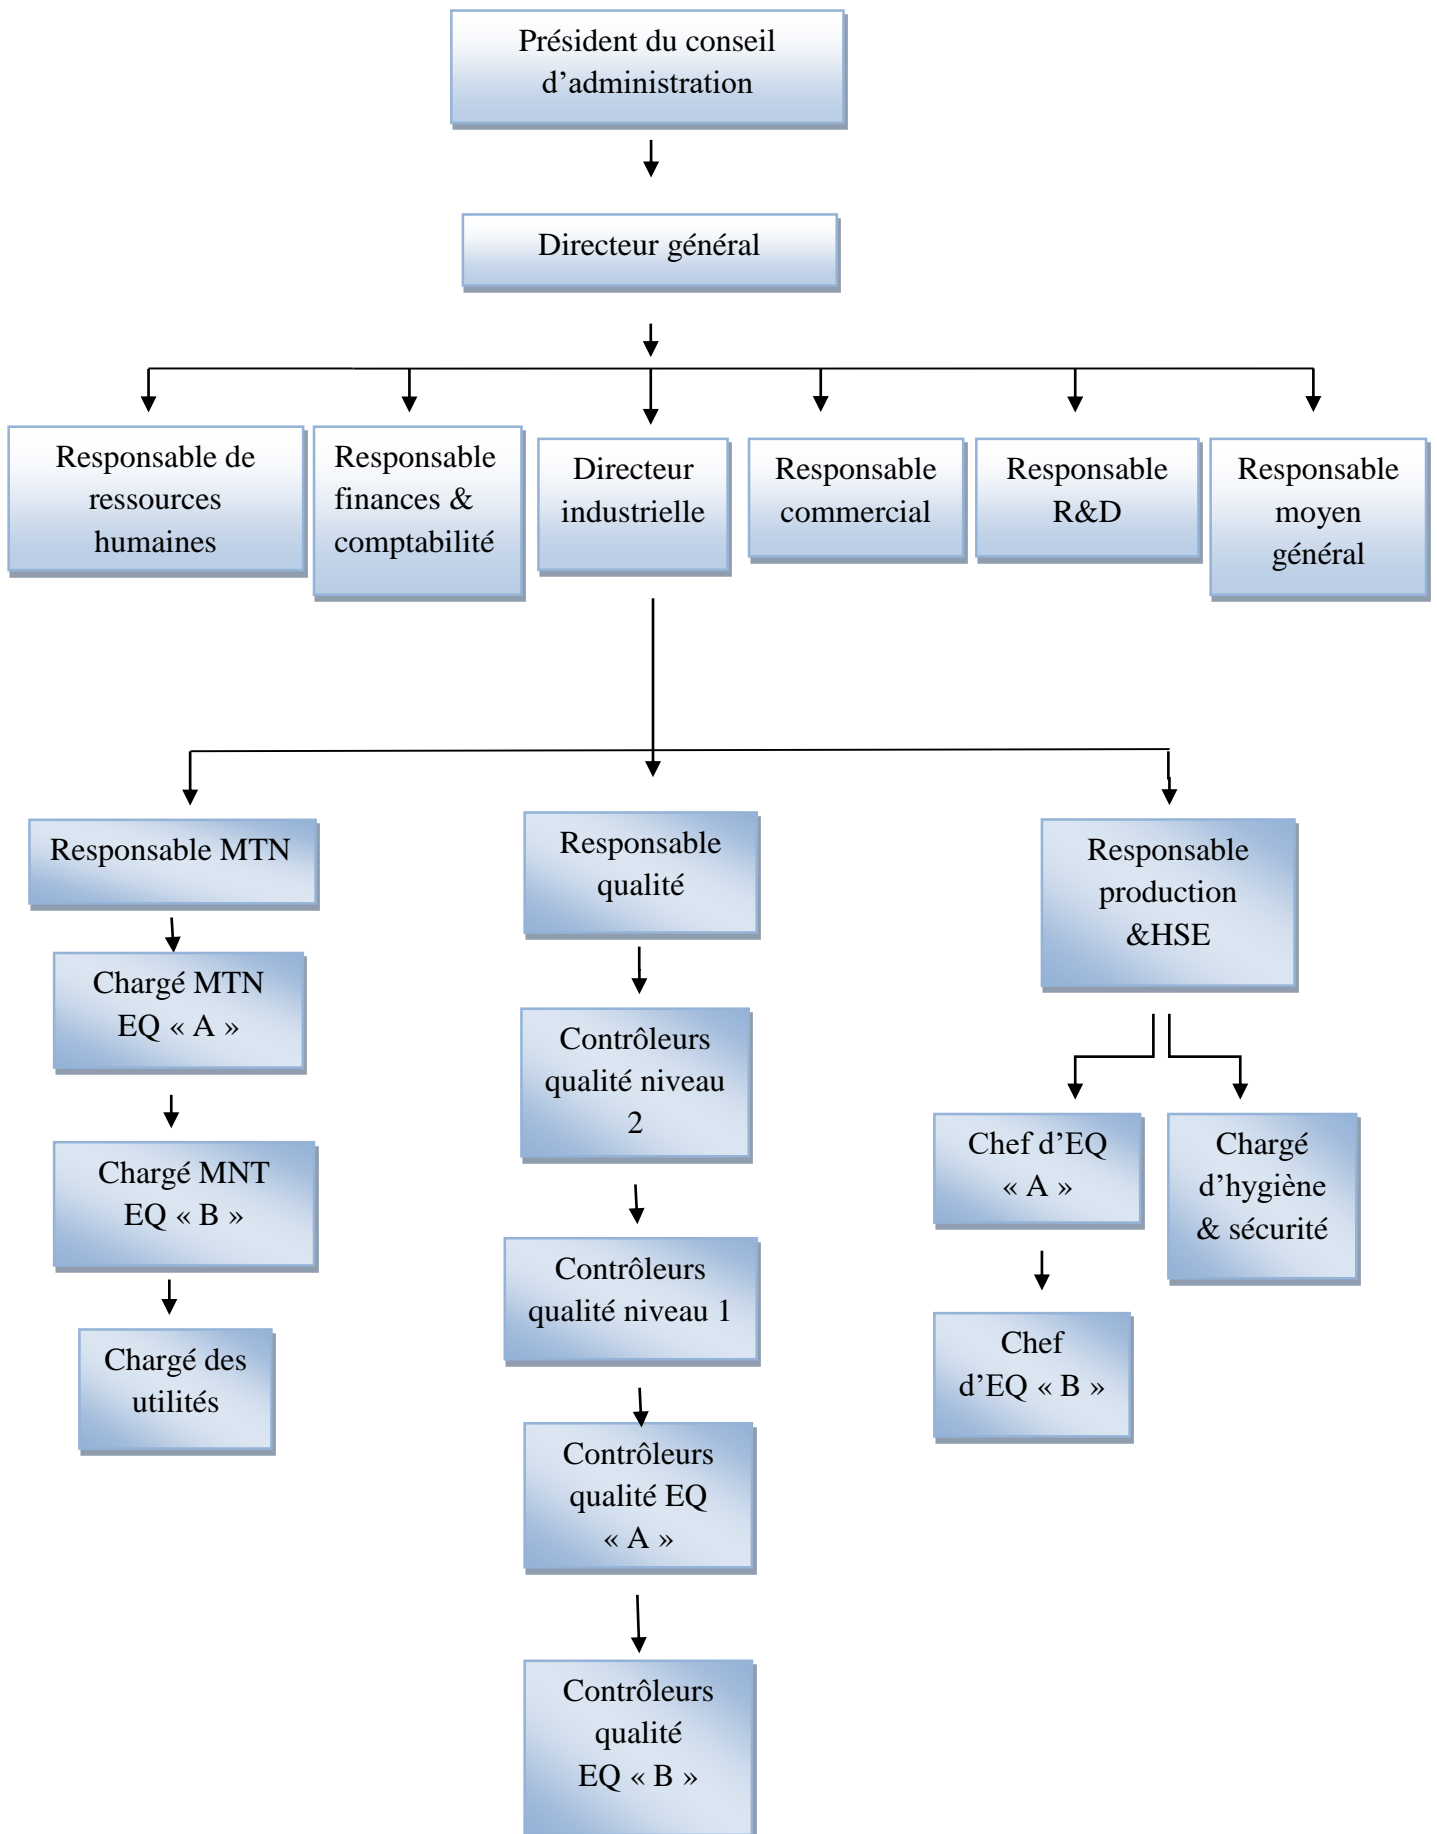 Président du conseil
d’administration
Directeur général
Responsable de
ressources
humaines
Responsable
finances &
comptabilité
Directeur
industrielle
Responsable
commercial
Responsable
R&D
Responsable
moyen
général
Responsable MTN
Chargé MTN
EQ « A »
Chargé MNT
EQ « B »
Chargé des
utilités
Responsable
qualité
Contrôleurs
qualité niveau
2
Contrôleurs
qualité niveau 1
Contrôleurs
qualité EQ
« A »
Contrôleurs
qualité
EQ « B »
Responsable
production
&HSE
Chef d’EQ
« A »
Chef
d’EQ « B »
Chargé
d’hygiène
& sécurité